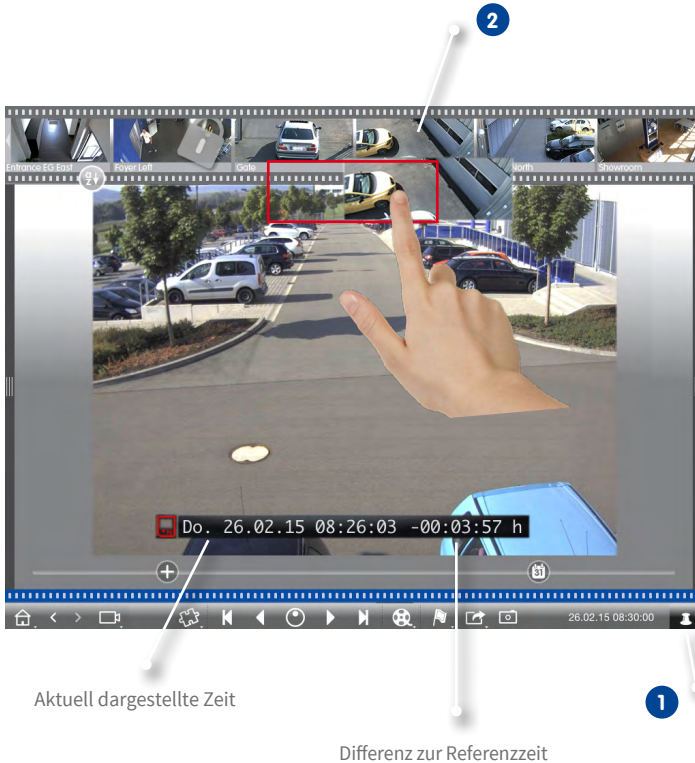 2
Entrance EG East
Foyer Left
Gate
North
Showroom
Do. 26.02.15 08:26:03 -00:03:57 h
31
26.02.15 08:30:00
Aktuell dargestellte Zeit
1
Differenz zur Referenzzeit